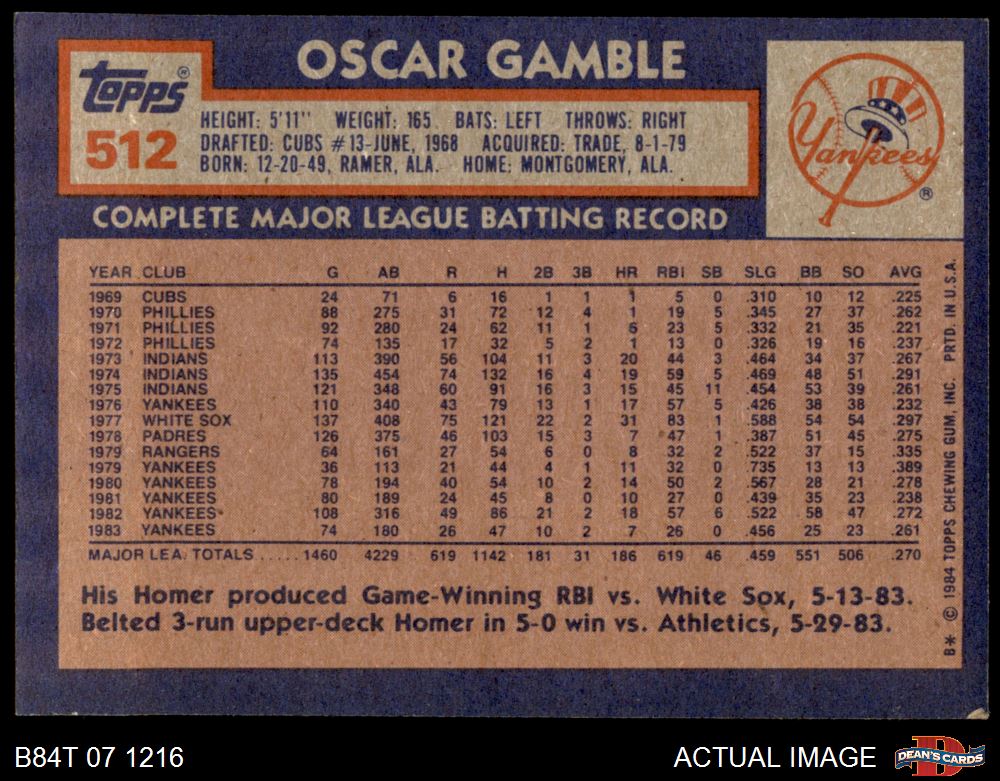 OSCAR GAMBLE
Topps®
512
HEIGHT: 5'11" WEIGHT: 165 BATS: LEFT THROWS: RIGHT
DRAFTED: CUBS #13-JUNE, 1968 ACQUIRED: TRADE, 8-1-79
BORN: 12-20-49, RAMER, ALA. HOME: MONTGOMERY, ALA.
Yankees ®
COMPLETE MAJOR LEAGUE BATTING RECORD
YEAR CLUB G AB R H 2B 3B HR RBI SB SLG BB SO AVG
1969 CUBS 24 71 6 16 1 1 1 5 0 .310 10 12 .225
1970 PHILLIES 88 275 31 72 12 4 1 19 5 .345 27 37 .262
1971 PHILLIES 92 280 24 62 11 1 6 23 5 .332 21 35 .221
1972 PHILLIES 74 135 17 32 5 2 1 13 0 .326 19 16 .237
1973 INDIANS 113 390 56 104 11 3 20 44 3 .464 34 37 .267
1974 INDIANS 135 454 74 132 16 4 19 59 5 .469 48 51 .291
1975 INDIANS 121 348 60 91 16 3 15 45 11 .454 53 39 .261
1976 YANKEES 110 340 43 79 13 1 17 57 5 .426 38 38 .232
1977 WHITE SOX 137 408 75 121 22 2 31 83 1 .588 54 54 .297
1978 PADRES 126 375 46 103 15 3 7 47 1 .387 51 45 .275
1979 RANGERS 64 161 27 54 6 0 8 32 2 .522 37 15 .335
1979 YANKEES 36 113 21 44 4 1 11 32 0 .735 13 13 .389
1980 YANKEES 78 194 40 54 10 2 14 50 2 .567 28 21 .278
1981 YANKEES 80 189 24 45 8 0 10 27 0 .439 35 23 .238
1982 YANKEES 108 316 49 86 21 2 18 57 6 .522 58 47 .272
1983 YANKEES 74 180 26 47 10 2 7 26 0 .456 25 23 .261
MAJOR LEA. TOTALS ..... 1460 4229 619 1142 181 31 186 619 46 .459 551 506 .270
His Homer produced Game-Winning RBI vs. White Sox, 5-13-83.
Belted 3-run upper-deck Homer in 5-0 win vs. Athletics, 5-29-83.
B* © 1984 TOPPS CHEWING GUM, INC. PRTD. IN U.S.A.
B84T 07 1216
ACTUAL IMAGE
DEAN'S CARDS